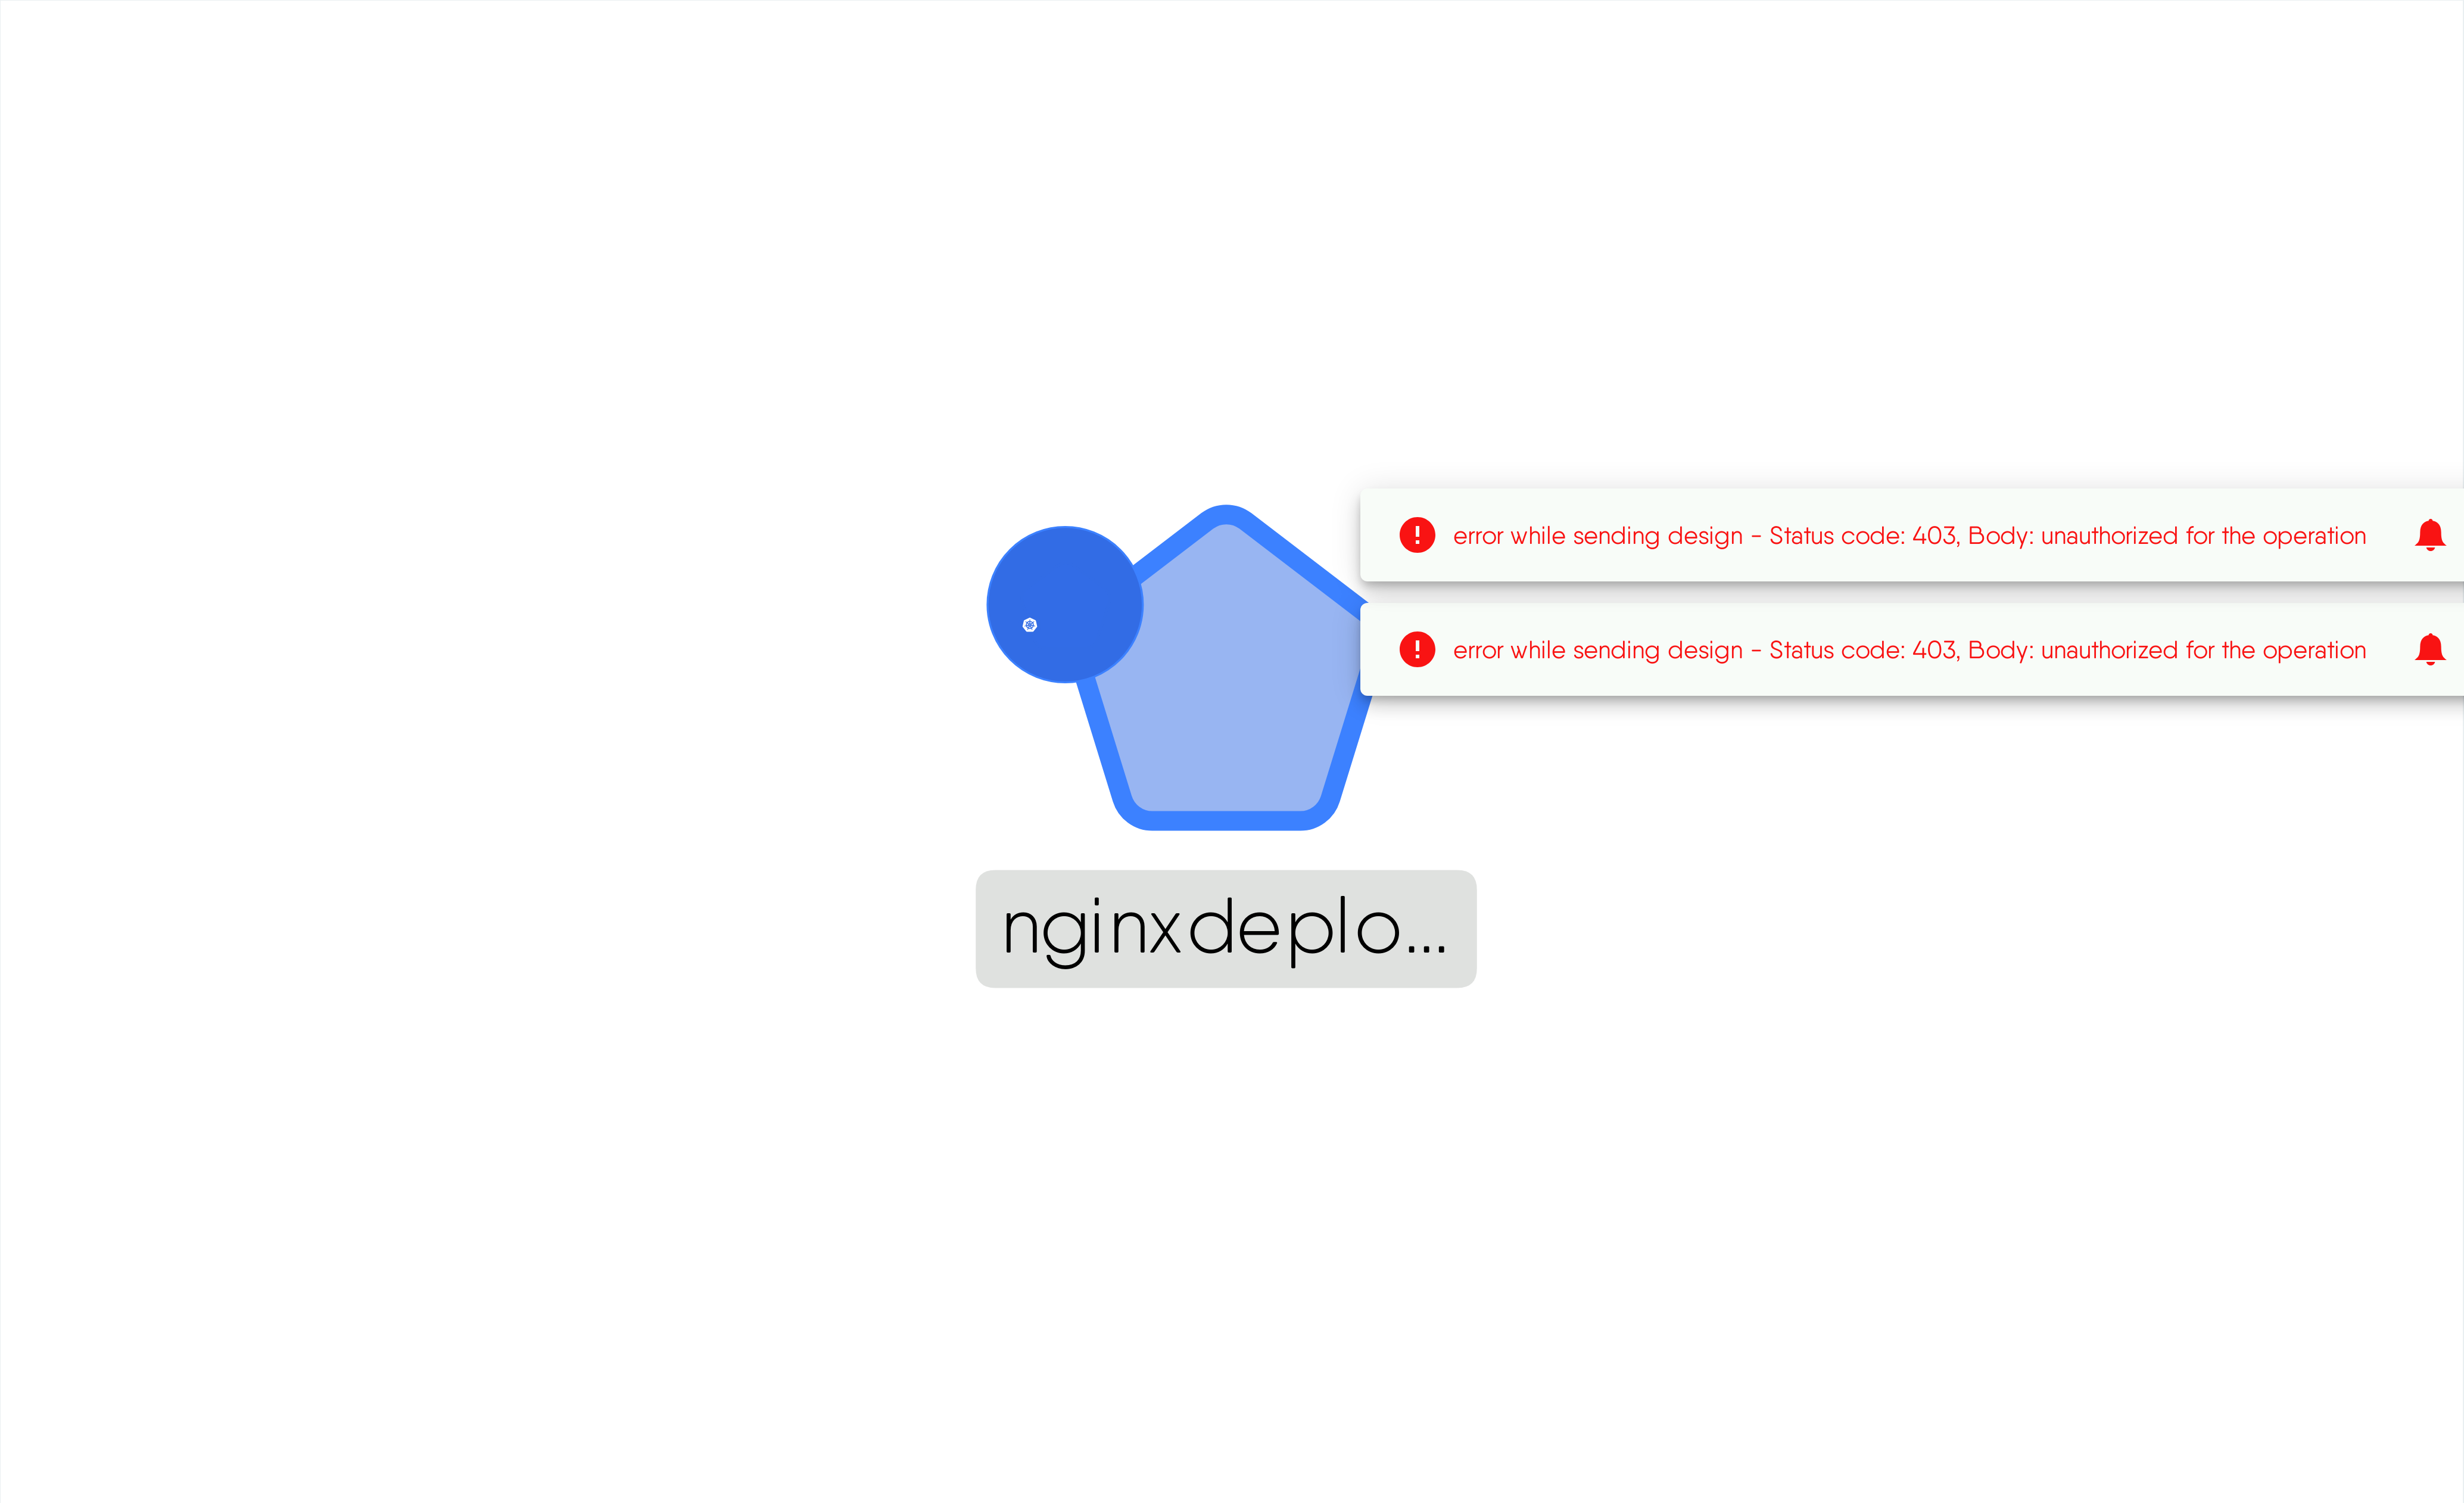 error while sending design - Status code: 403, Body: unauthorized for the operation
error while sending design - Status code: 403, Body: unauthorized for the operation
nginxdeplo...